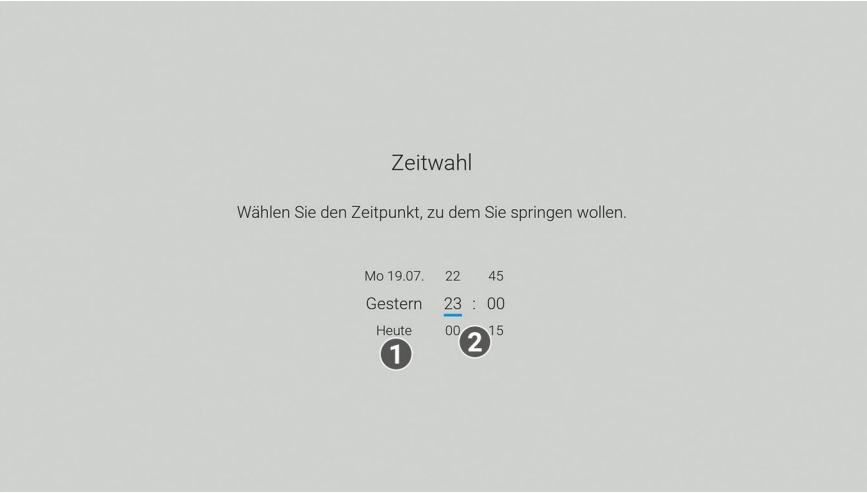 Zeitwahl
Wählen Sie den Zeitpunkt, zu dem Sie springen wollen.
Mo 19.07. 22 45
Gestern 23 : 00
Heute 00 15
1 2